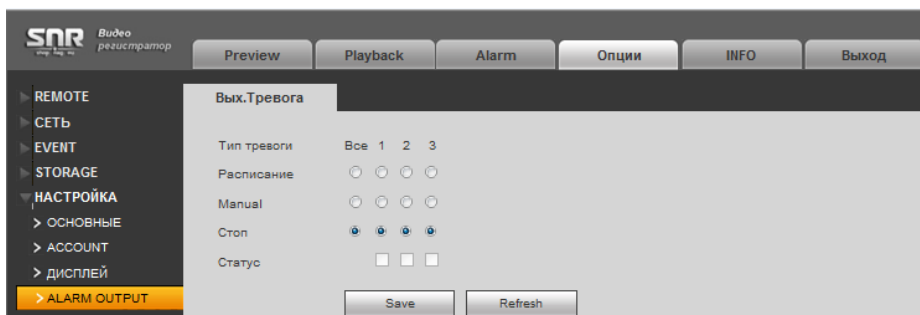 SNR Видео регистратор
Preview Playback Alarm Опции INFO Выход
REMOTE
СЕТЬ
EVENT
STORAGE
НАСТРОЙКА
ОСНОВНЫЕ
ACCOUNT
ДИСПЛЕЙ
ALARM OUTPUT
Вых.Тревога
Тип тревоги Все 1 2 3
Расписание
Manual
Стоп
Статус
Save Refresh